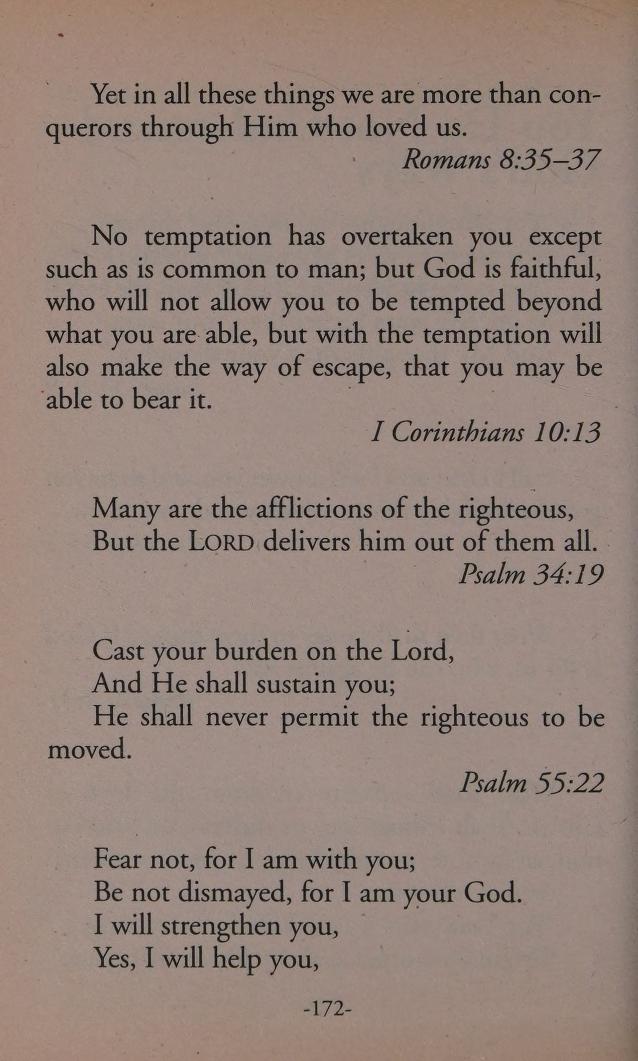 Yet in all these things we are more than con-
querors through Him who loved us.
Romans 8:35–37
No temptation has overtaken you except
such as is common to man; but God is faithful,
who will not allow you to be tempted beyond
what you are able, but with the temptation will
also make the way of escape, that you may be
able to bear it.
I Corinthians 10:13
Many are the afflictions of the righteous,
But the LORD delivers him out of them all.
Psalm 34:19
Cast your burden on the Lord,
And He shall sustain you;
He shall never permit the righteous to be
moved.
Psalm 55:22
Fear not, for I am with you;
Be not dismayed, for I am your God.
I will strengthen you,
Yes, I will help you,
-172-